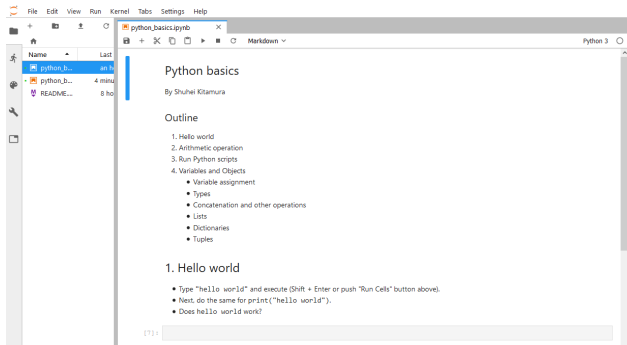 File Edit View Run Kernel Tabs Settings Help
python_basics.ipynb
Markdown
Python 3
Name Last
python_b... an h
python_b... 4 minu
README.... 8 ho
Python basics
By Shuhei Kitamura
Outline
1. Hello world
2. Arithmetic operation
3. Run Python scripts
4. Variables and Objects
Variable assignment
Types
Concatenation and other operations
Lists
Dictionaries
Tuples
1. Hello world
Type "hello world" and execute (Shift + Enter or push "Run Cells" button above).
Next, do the same for print("hello world").
Does hello world work?